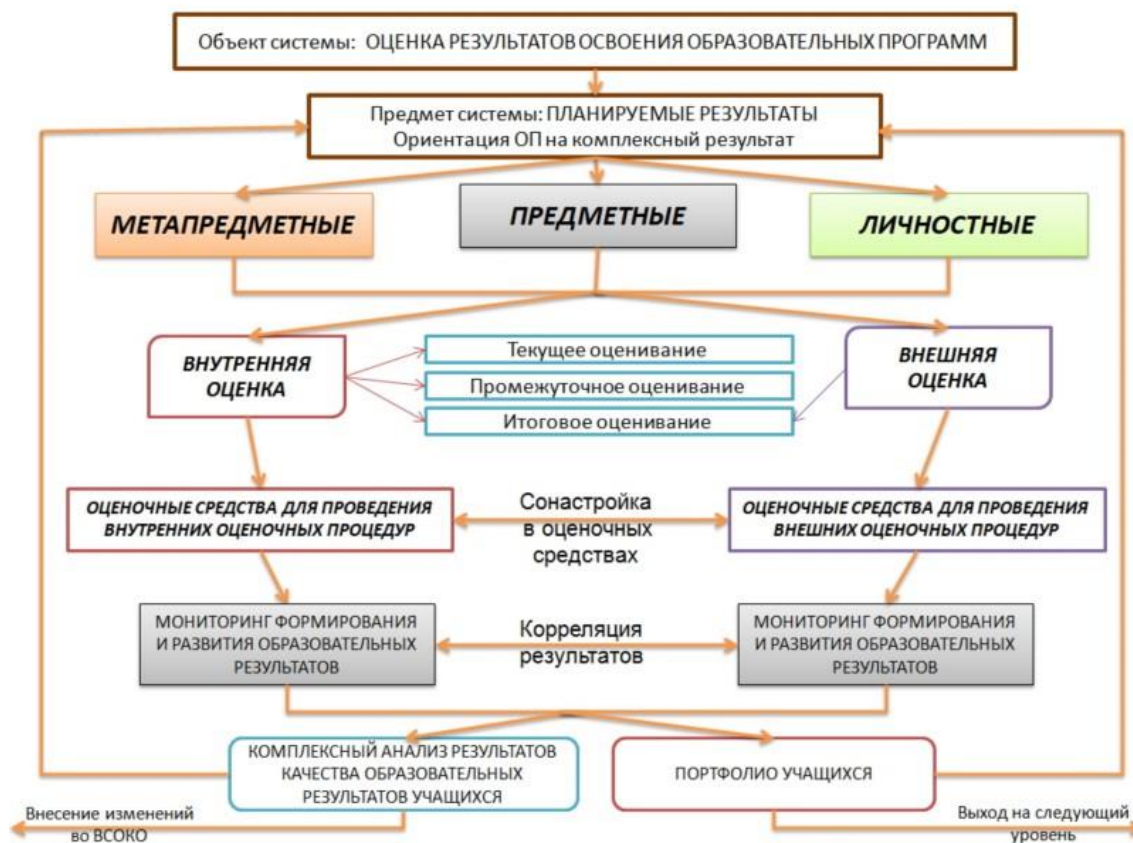 Объект системы: ОЦЕНКА РЕЗУЛЬТАТОВ ОСВОЕНИЯ ОБРАЗОВАТЕЛЬНЫХ ПРОГРАММ
Предмет системы: ПЛАНИРУЕМЫЕ РЕЗУЛЬТАТЫ
Ориентация ОП на комплексный результат
МЕТАПРЕДМЕТНЫЕ
ПРЕДМЕТНЫЕ
ЛИЧНОСТНЫЕ
ВНУТРЕННЯЯ
ОЦЕНКА
Текущее оценивание
Промежуточное оценивание
Итоговое оценивание
ВНЕШНЯЯ
ОЦЕНКА
ОЦЕНОЧНЫЕ СРЕДСТВА ДЛЯ ПРОВЕДЕНИЯ
ВНУТРЕННИХ ОЦЕНОЧНЫХ ПРОЦЕДУР
Сонастройка
в оценочных
средствах
ОЦЕНОЧНЫЕ СРЕДСТВА ДЛЯ ПРОВЕДЕНИЯ
ВНЕШНИХ ОЦЕНОЧНЫХ ПРОЦЕДУР
МОНИТОРИНГ ФОРМИРОВАНИЯ
И РАЗВИТИЯ ОБРАЗОВАТЕЛЬНЫХ
РЕЗУЛЬТАТОВ
Корреляция
результатов
МОНИТОРИНГ ФОРМИРОВАНИЯ
И РАЗВИТИЯ ОБРАЗОВАТЕЛЬНЫХ
РЕЗУЛЬТАТОВ
КОМПЛЕКСНЫЙ АНАЛИЗ РЕЗУЛЬТАТОВ
КАЧЕСТВА ОБРАЗОВАТЕЛЬНЫХ
РЕЗУЛЬТАТОВ УЧАЩИХСЯ
ПОРТФОЛИО УЧАЩИХСЯ
Внесение изменений
во ВСОКО
Выход на следующий
уровень